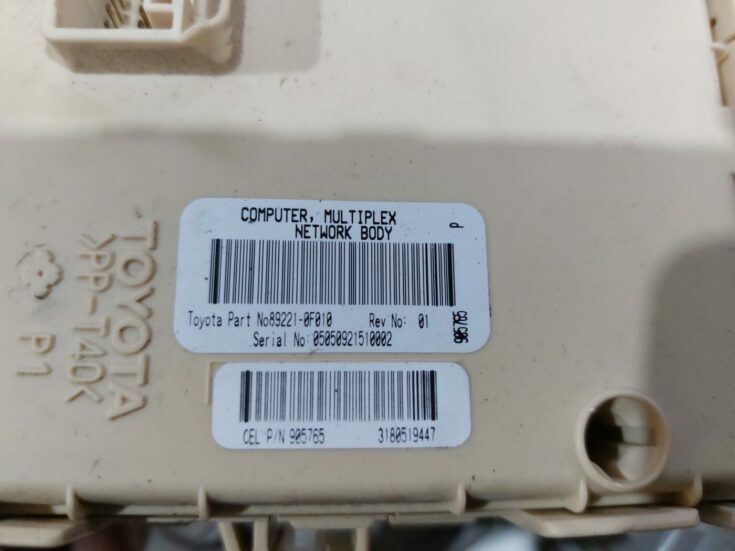 COMPUTER, MULTIPLEX
NETWORK BODY
P
Toyota Part No89221-0F010 Rev No: 01
Serial No:05050921510002
905765
CEL P/N 905765 3180519447
TOYOTA
>PP-T40K
P1